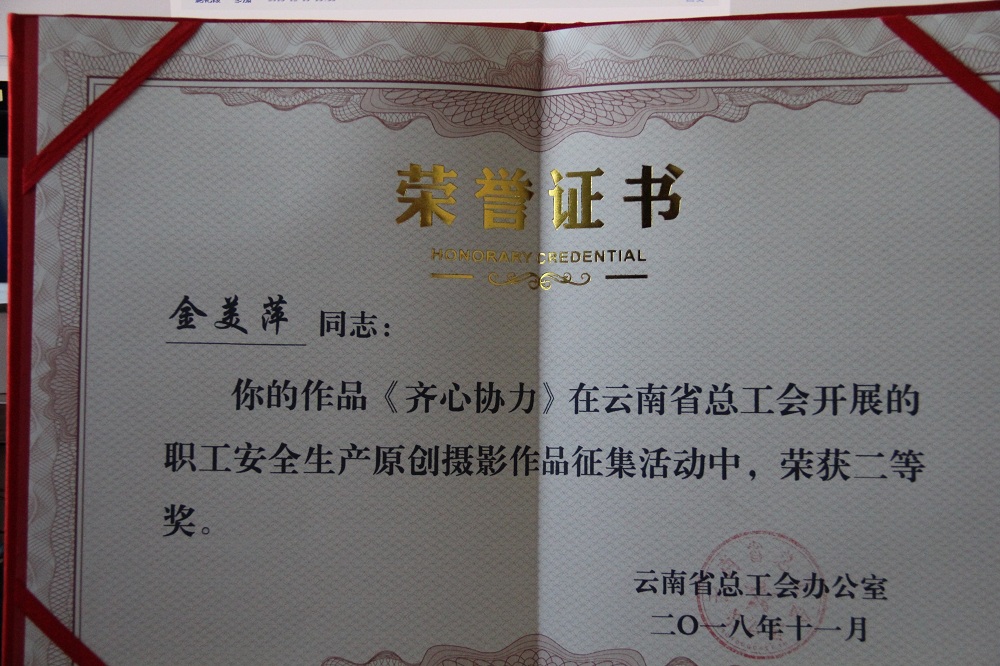 荣誉证书
HONORARY CREDENTIAL
金美萍 同志：
你的作品《齐心协力》在云南省总工会开展的
职工安全生产原创摄影作品征集活动中，荣获二等
奖。
云南省总工会办公室
二〇一八年十一月